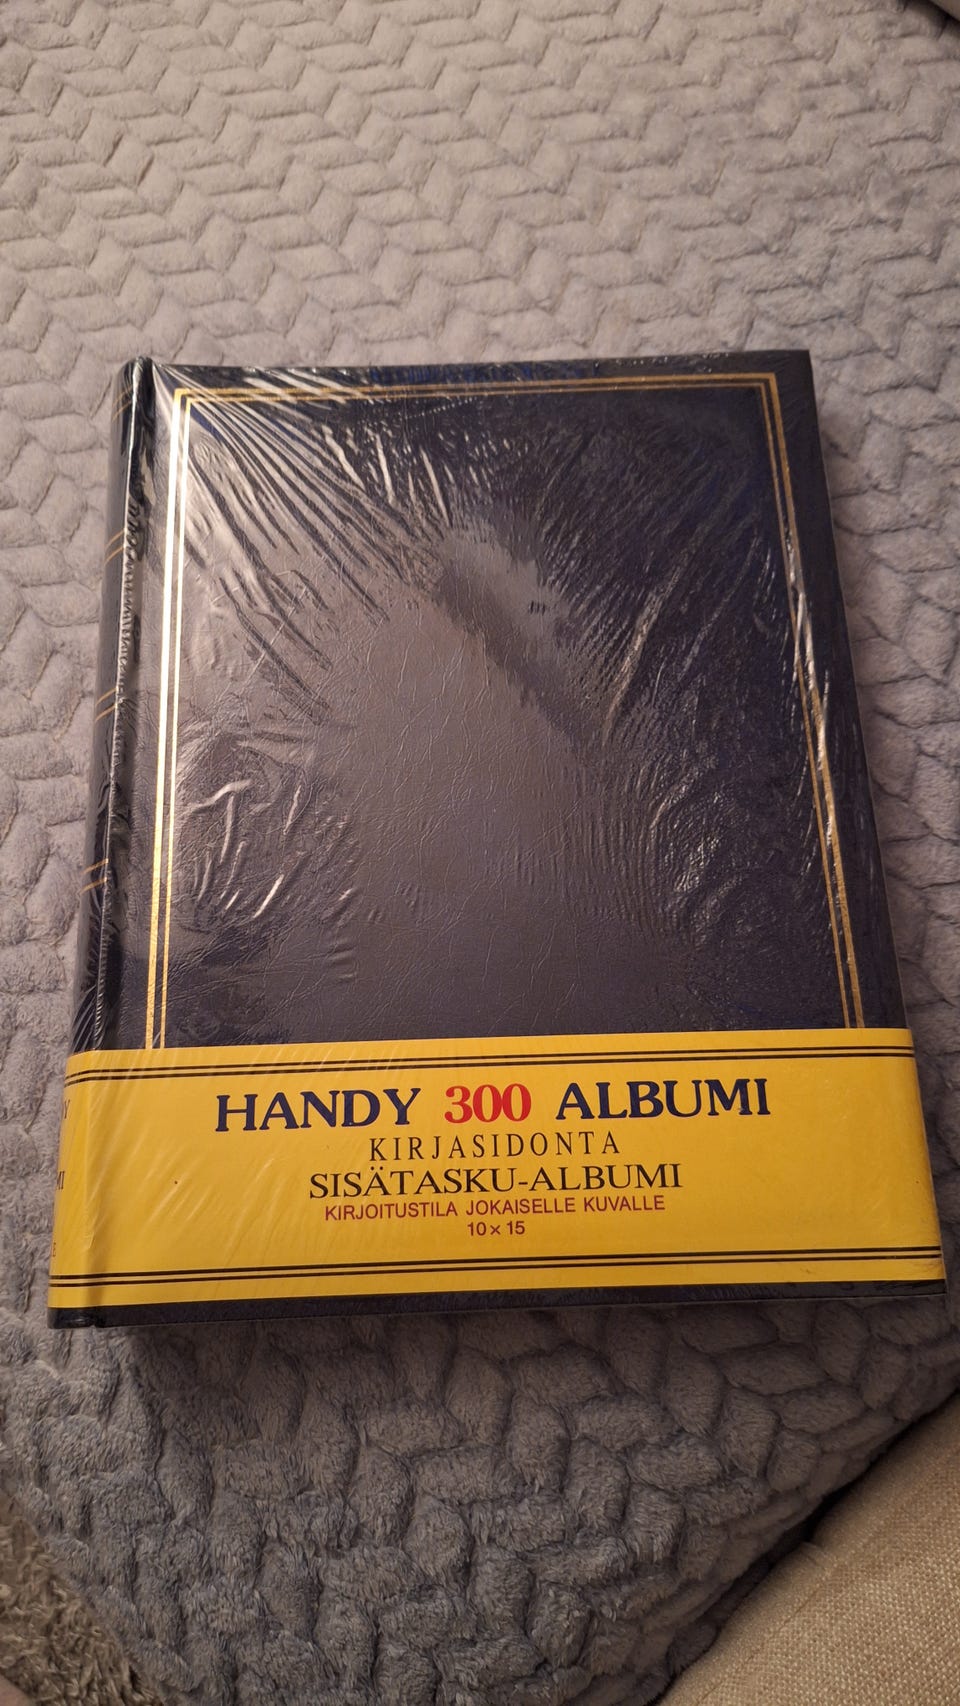 HANDY 300 ALBUMI
KIRJASIDONTA
SISÄTASKU-ALBUMI
KIRJOITUSTILA JOKAISELLE KUVALLE
10 x 15